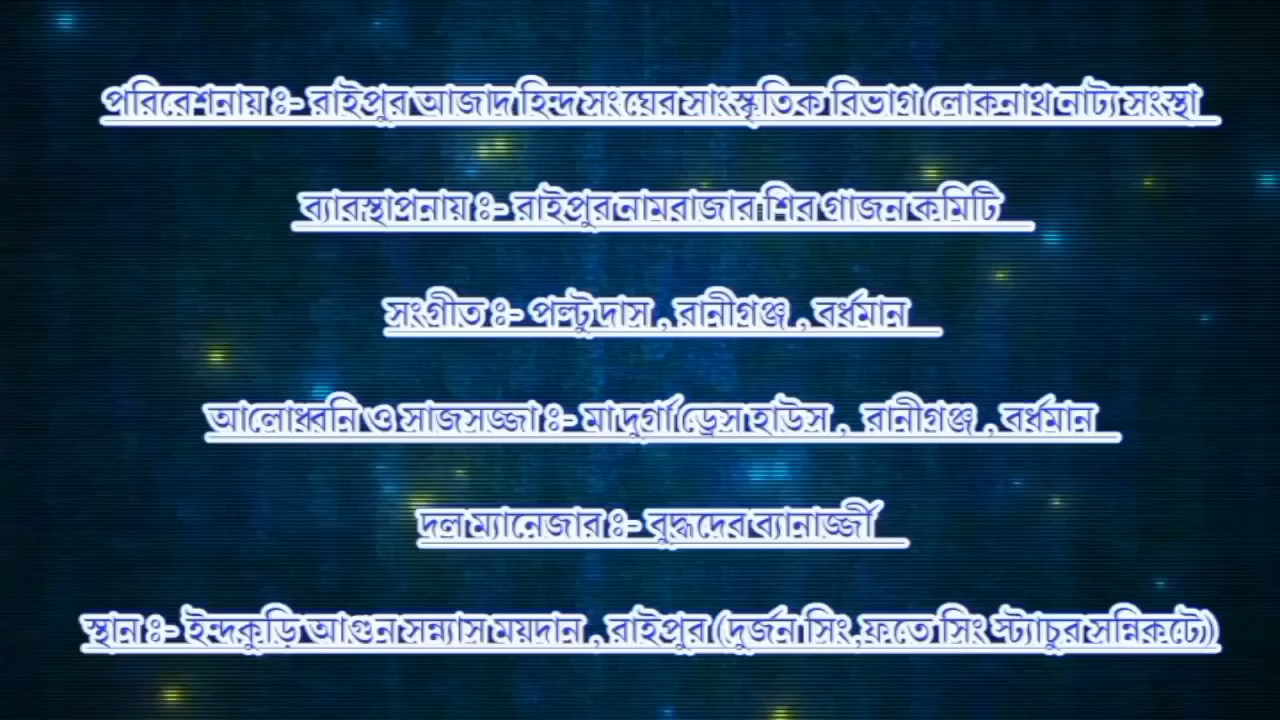 পরিবেশনায় ঃ- রাইপুর আজাদ হিন্দ সংঘের সাংস্কৃতিক বিভাগ লোকনাথ নাট্য সংস্থা
ব্যাবস্থাপনায় ঃ- রাইপুর নামরাজার শিব গাজন কমিটি
সংগীত ঃ- পল্টু দাস , রানীগঞ্জ , বর্ধমান
আলোধ্বনি ও সাজসজ্জা ঃ- মা দুর্গা ড্রেস হাউস , রানীগঞ্জ , বর্ধমান
দল ম্যানেজার ঃ- বুদ্ধদেব ব্যানার্জ্জী
স্থান ঃ- ইন্দকুড়ি আগুন সন্ন্যাস ময়দান , রাইপুর (দুর্জন সিং,ফতে সিং স্ট্যাচুর সন্নিকটে)